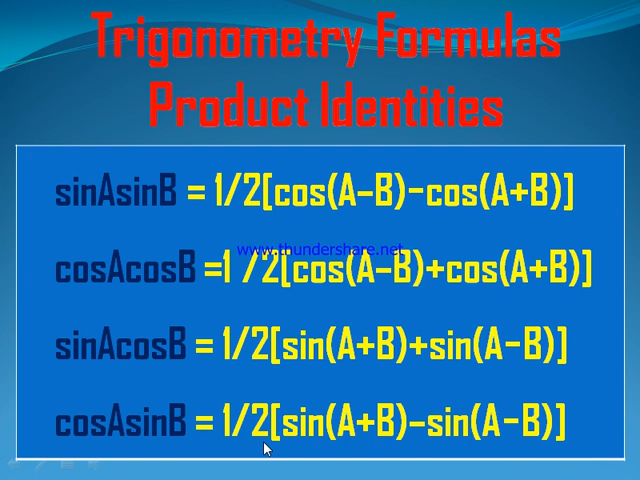 Trigonometry Formulas
Product Identities
sinAsinB = 1/2[cos(A–B)-cos(A+B)]
www.thundershare.net
cosAcosB =1 /2[cos(A–B)+cos(A+B)]
sinAcosB = 1/2[sin(A+B)+sin(A-B)]
cosAsinB = 1/2[sin(A+B)–sin(A-B)]